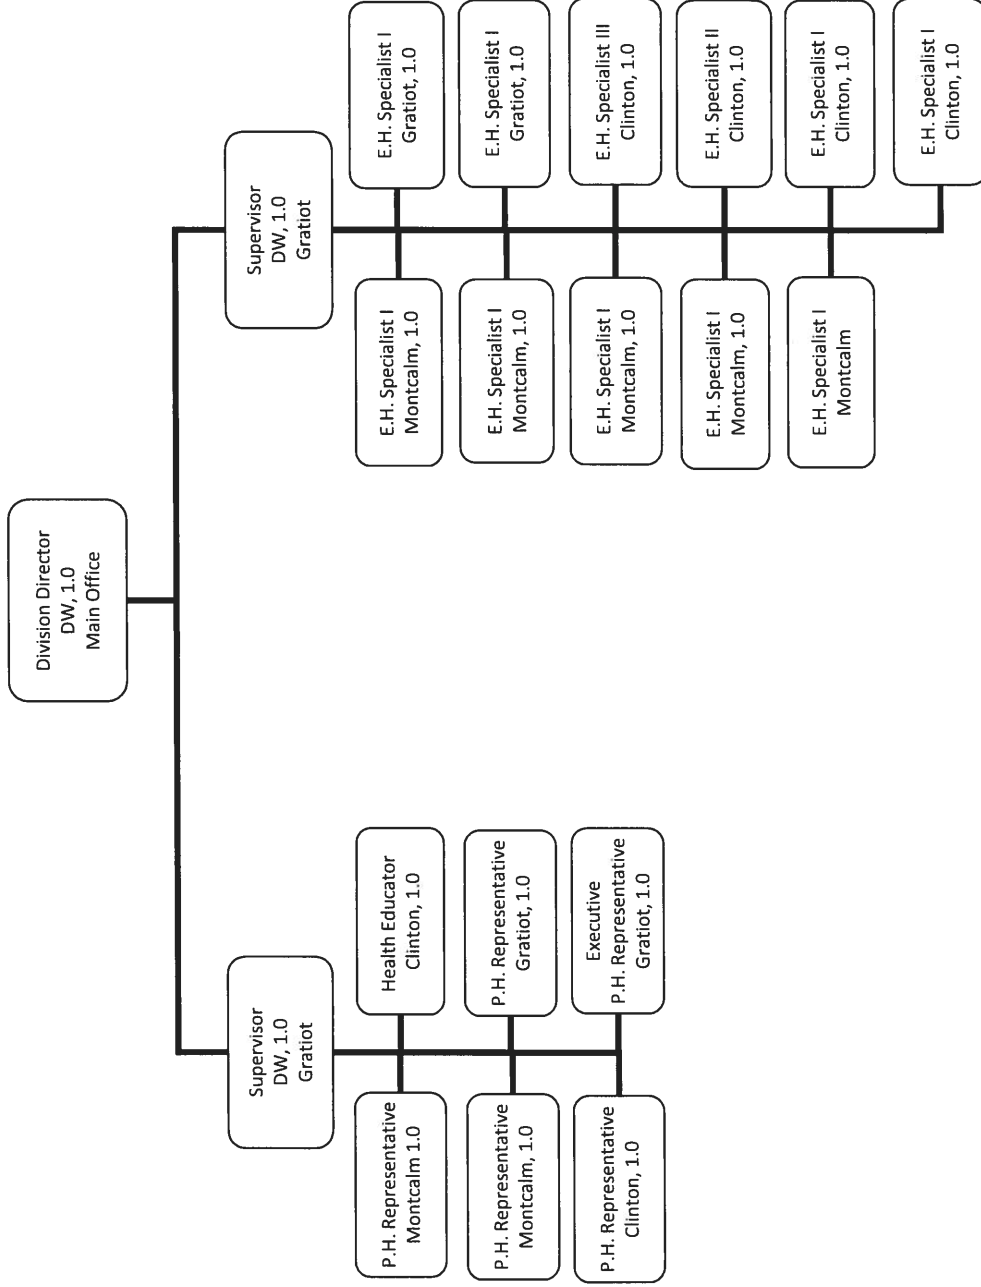 Division Director
DW, 1.0
Main Office
Supervisor
DW, 1.0
Gratiot
P.H. Representative
Montcalm 1.0
Health Educator
Clinton, 1.0
P.H. Representative
Montcalm, 1.0
P.H. Representative
Gratiot, 1.0
P.H. Representative
Clinton, 1.0
Executive
P.H. Representative
Gratiot, 1.0
Supervisor
DW, 1.0
Gratiot
E.H. Specialist I
Montcalm, 1.0
E.H. Specialist I
Gratiot, 1.0
E.H. Specialist I
Montcalm, 1.0
E.H. Specialist I
Gratiot, 1.0
E.H. Specialist I
Montcalm, 1.0
E.H. Specialist III
Clinton, 1.0
E.H. Specialist I
Montcalm, 1.0
E.H. Specialist II
Clinton, 1.0
E.H. Specialist I
Montcalm
E.H. Specialist I
Clinton, 1.0
E.H. Specialist I
Clinton, 1.0